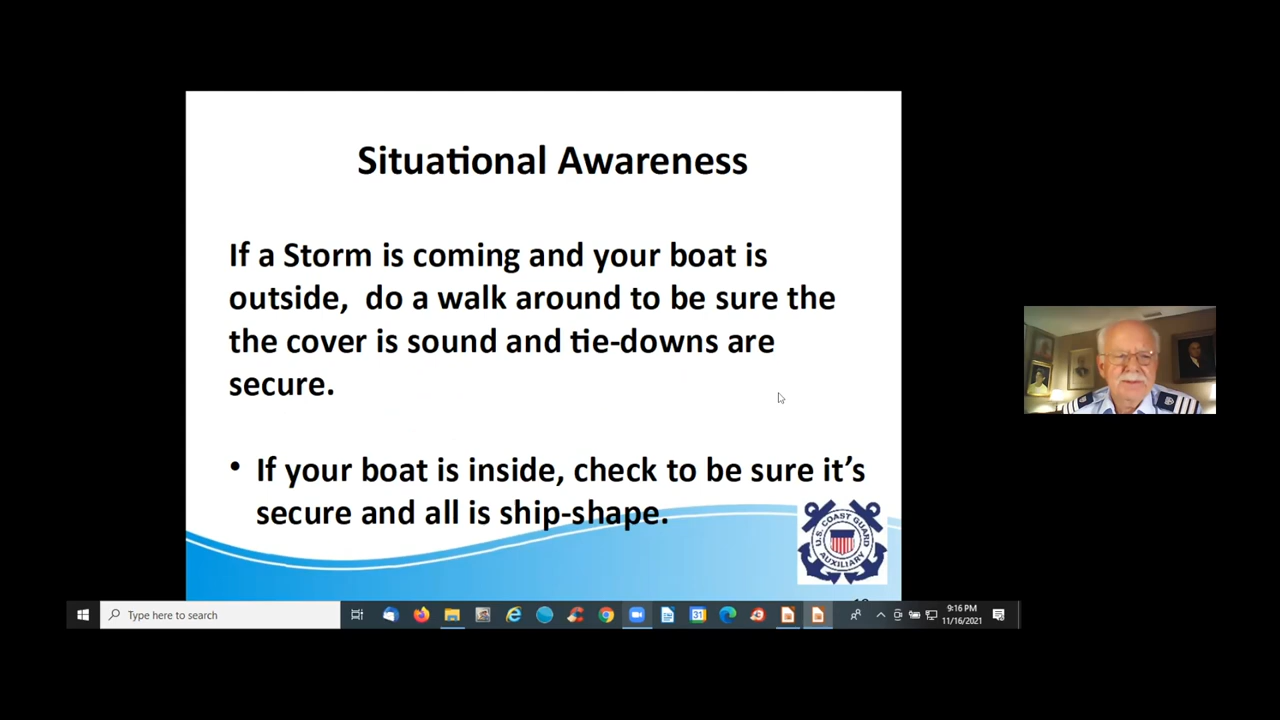 Situational Awareness
If a Storm is coming and your boat is
outside, do a walk around to be sure the
the cover is sound and tie-downs are
secure.
• If your boat is inside, check to be sure it’s
secure and all is ship-shape.
U.S. COAST GUARD
AUXILIARY
Type here to search
31
9:16 PM
11/16/2021